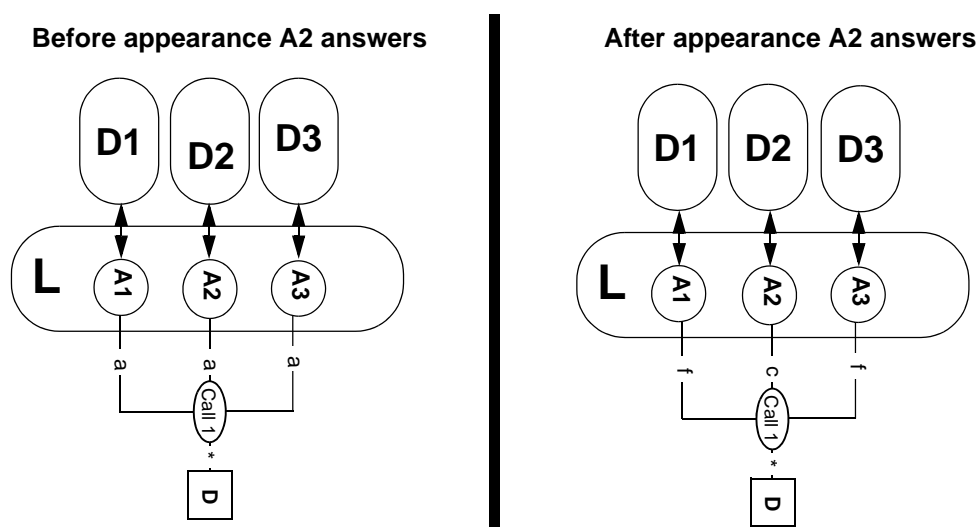 Before appearance A2 answers
D1 D2 D3
L A1 A2 A3
a a a
Call 1
*
D
After appearance A2 answers
D1 D2 D3
L A1 A2 A3
f c f
Call 1
*
D